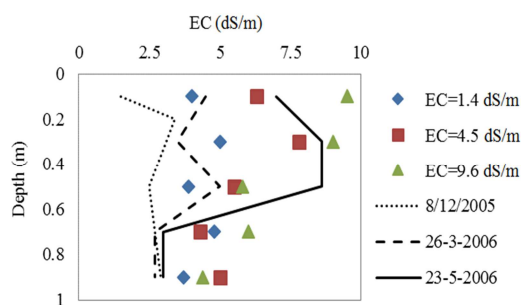 EC (dS/m)
0 2.5 5 7.5 10
0
0.2
0.4
0.6
0.8
1
Depth (m)
EC=1.4 dS/m
EC=4.5 dS/m
EC=9.6 dS/m
8/12/2005
26-3-2006
23-5-2006